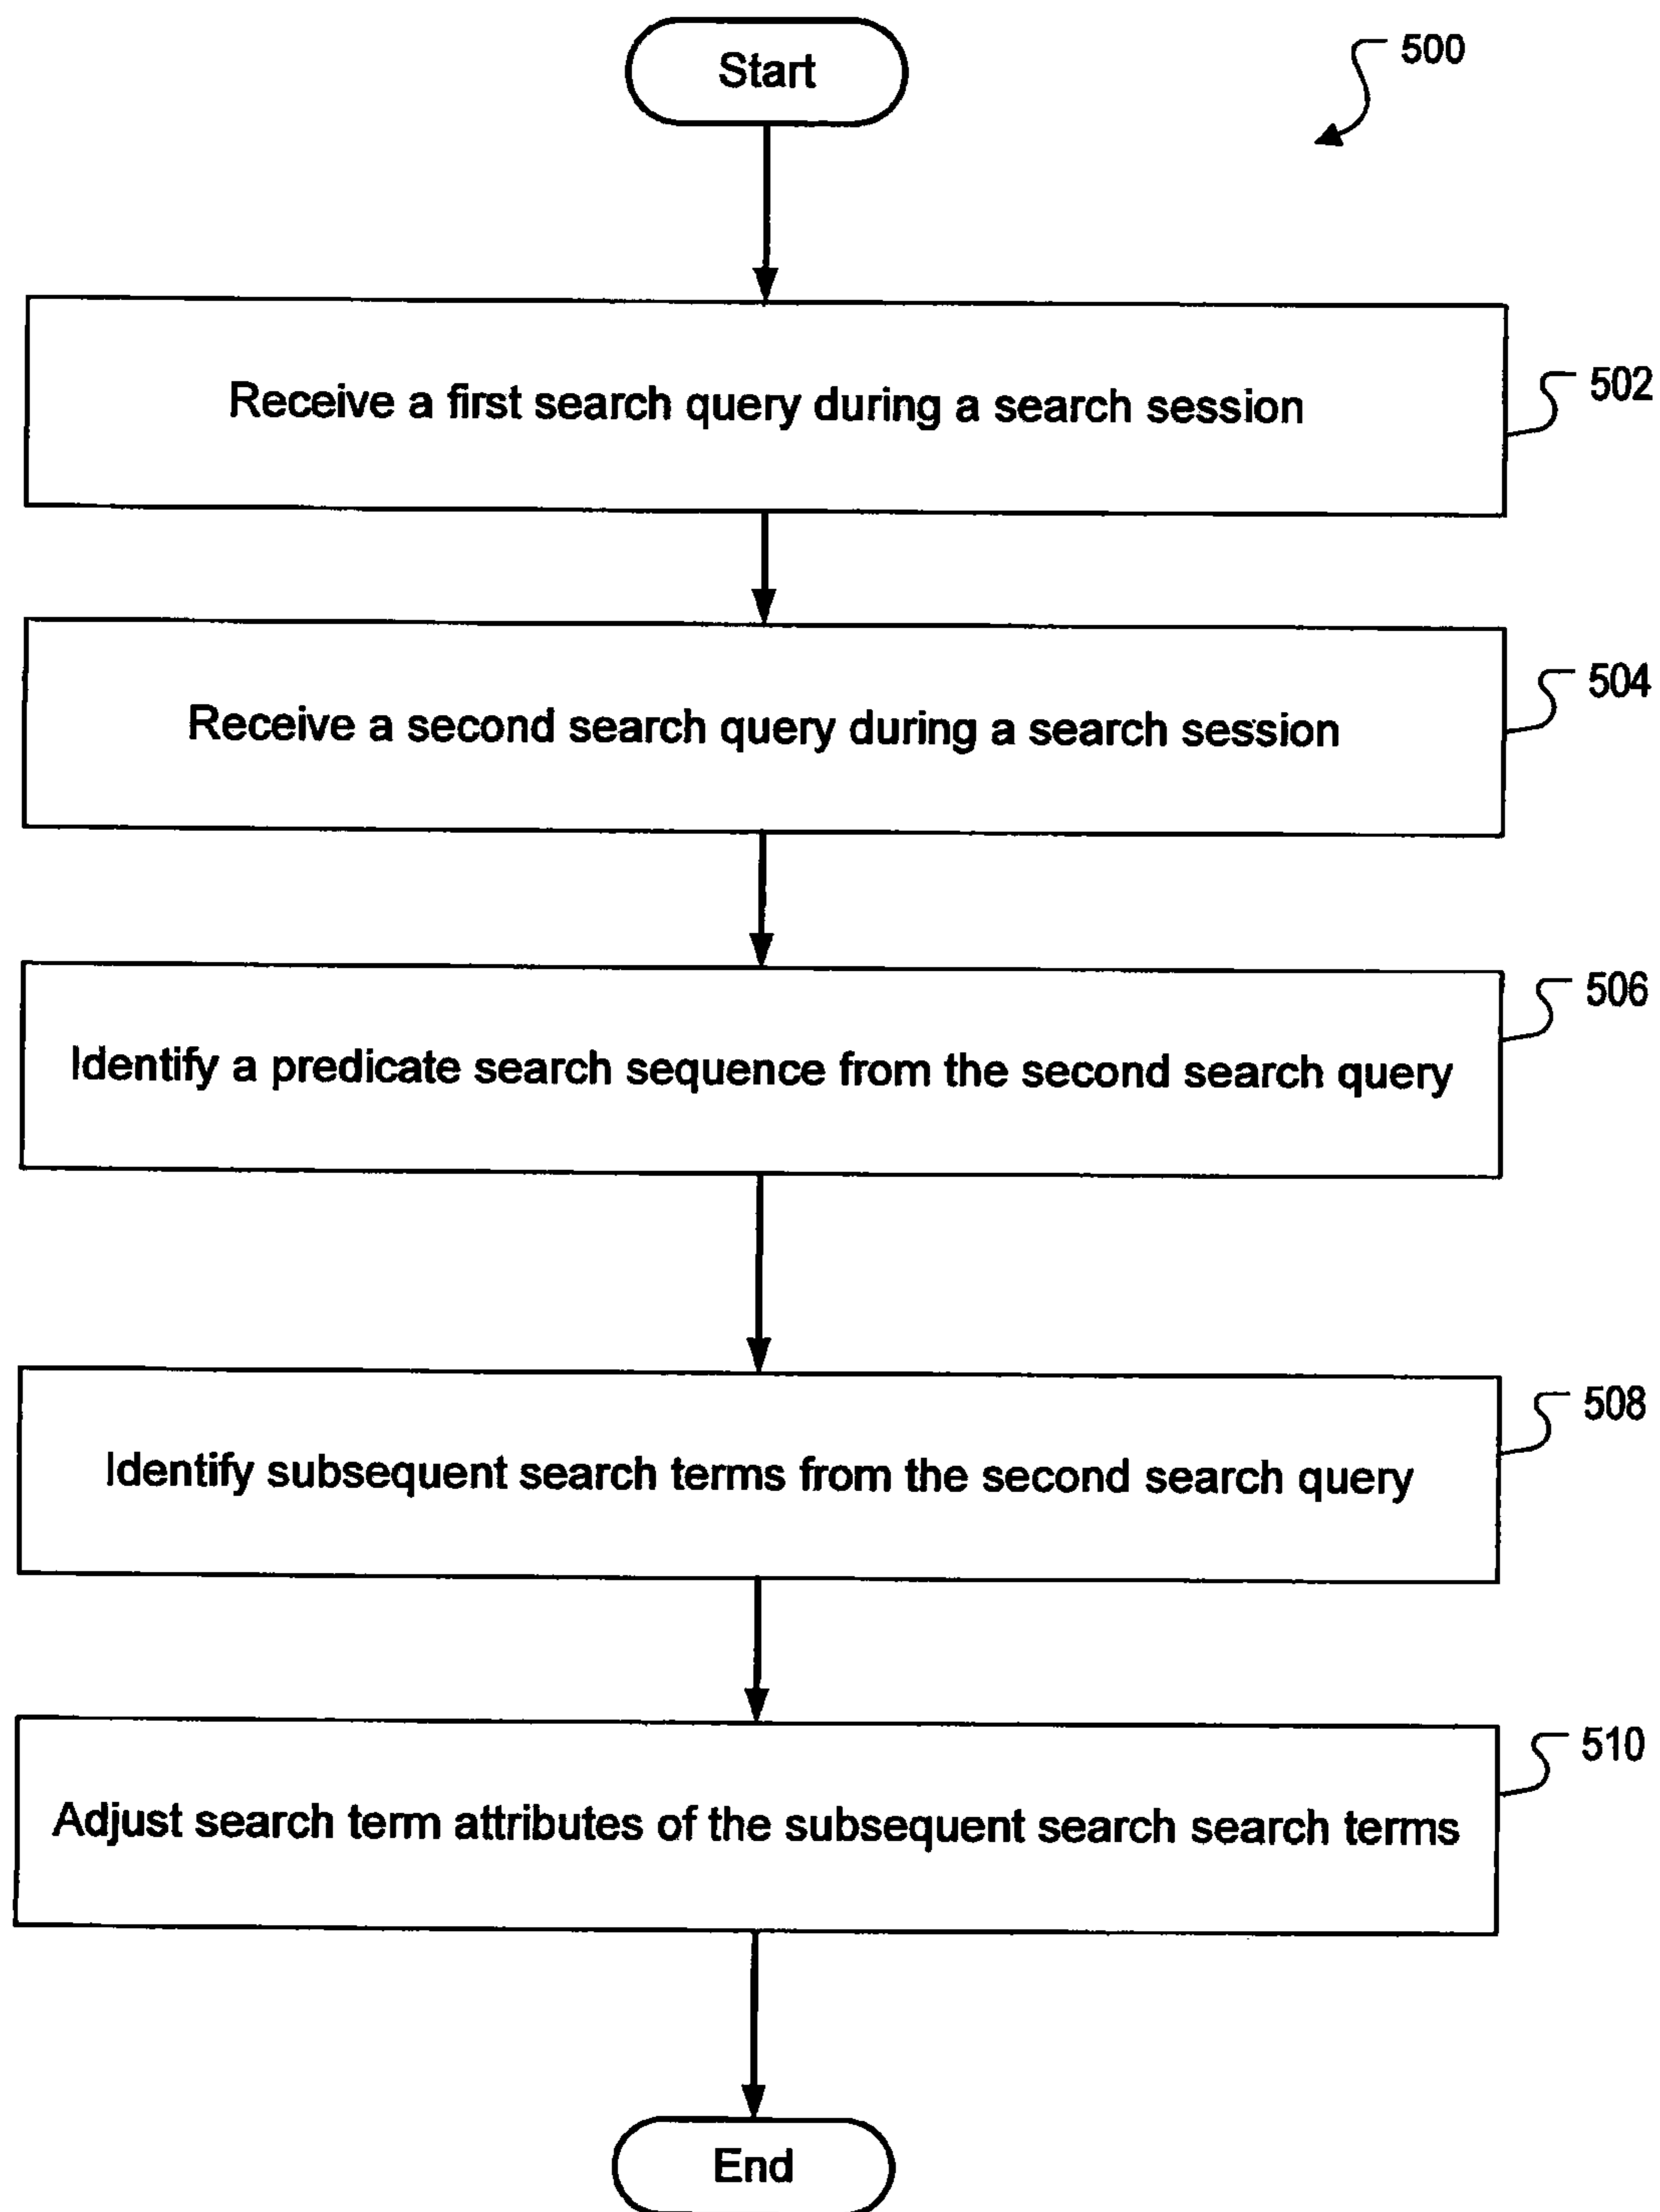 Start
500
Receive a first search query during a search session
502
Receive a second search query during a search session
504
Identify a predicate search sequence from the second search query
506
Identify subsequent search terms from the second search query
508
Adjust search term attributes of the subsequent search search terms
510
End